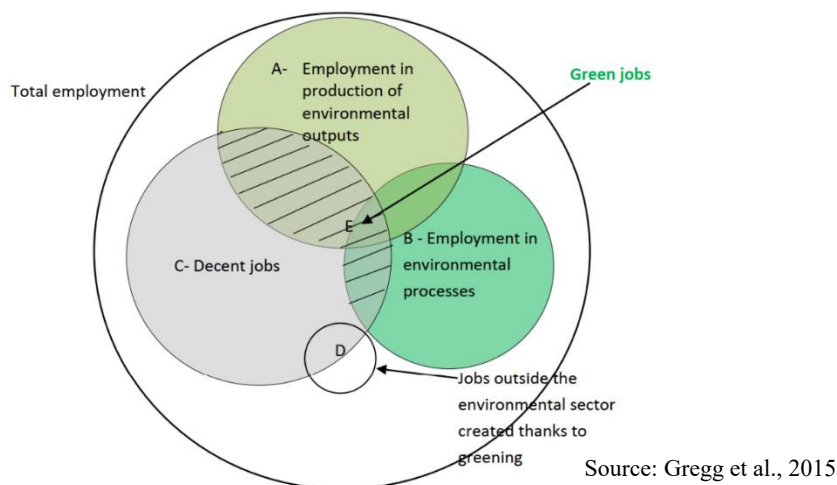 Total employment
A- Employment in
production of
environmental
outputs
Green jobs
E
B - Employment in
environmental
processes
C- Decent jobs
D
Jobs outside the
environmental sector
created thanks to
greening
Source: Gregg et al., 2015